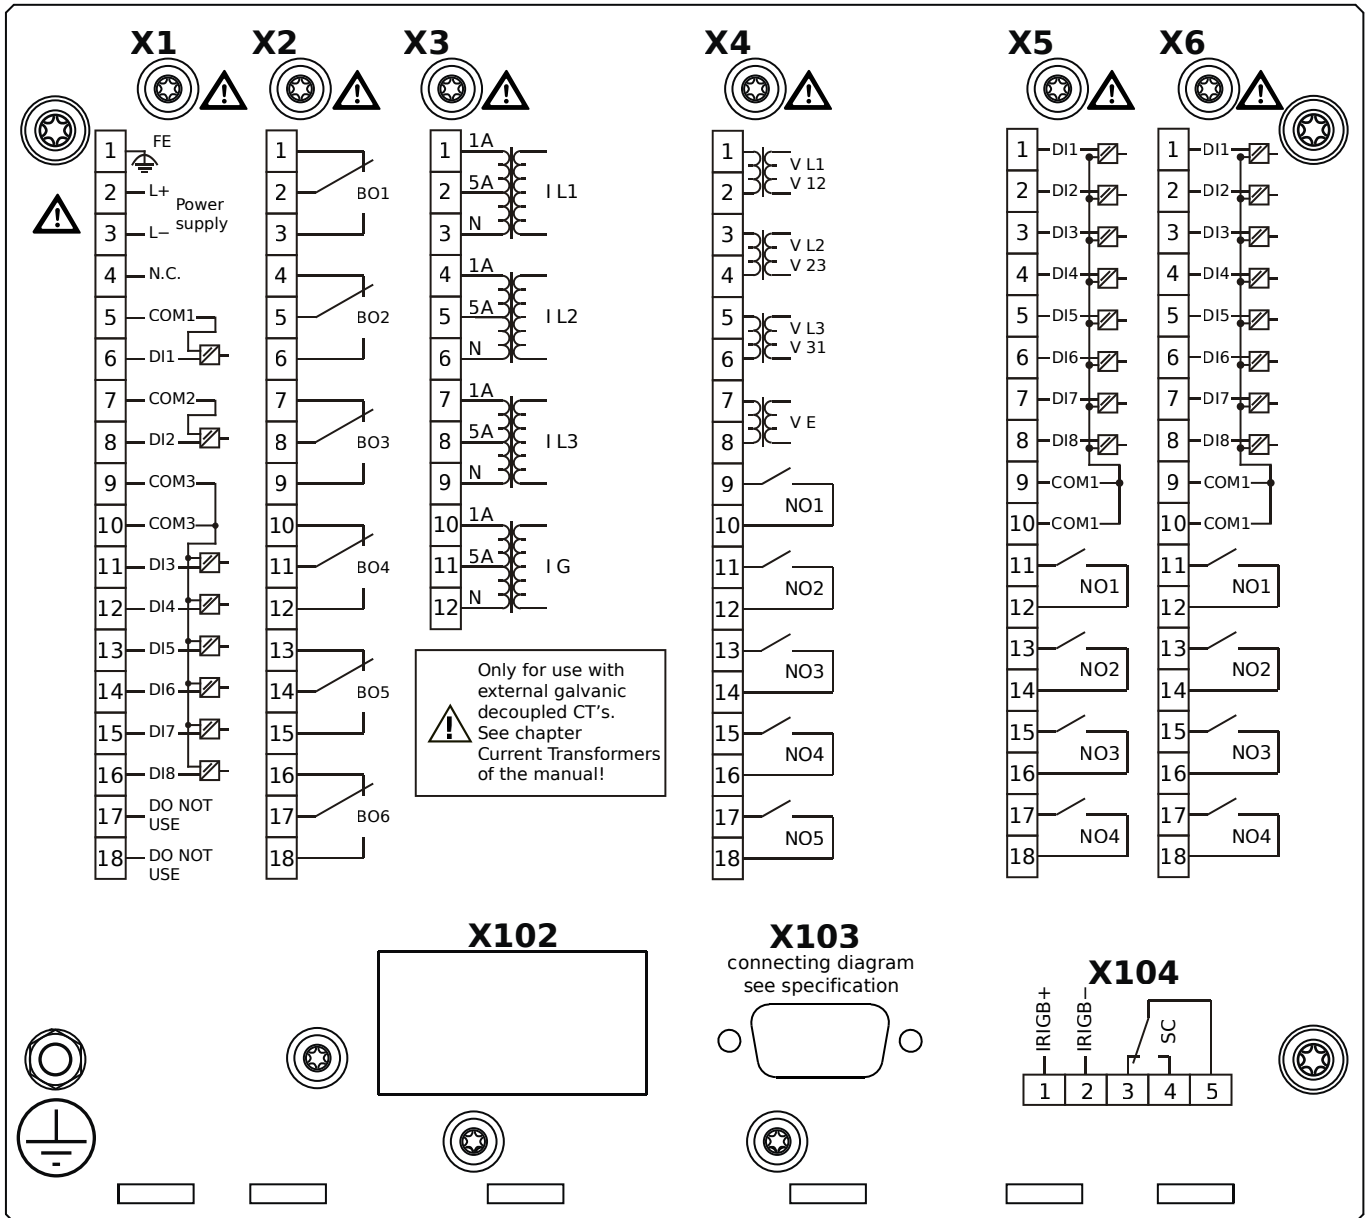 X1
X2
X3
X4
X5
X6
1 FE
2 L+
Power
supply
3 L−
4 N.C.
5 COM1
6 DI1
7 COM2
8 DI2
9 COM3
10 COM3
11 DI3
12 DI4
13 DI5
14 DI6
15 DI7
16 DI8
17 DO NOT
USE
18 DO NOT
USE
1
2 BO1
3
4
5 BO2
6
7
8 BO3
9
10
11 BO4
12
13
14 BO5
15
16
17 BO6
18
1 1A
2 5A I L1
3 N
4 1A
5 5A I L2
6 N
7 1A
8 5A I L3
9 N
10 1A
11 5A I G
12 N
Only for use with
external galvanic
decoupled CT's.
See chapter
Current Transformers
of the manual!
1 V L1
2 V 12
3 V L2
4 V 23
5 V L3
6 V 31
7
V E
8
9
NO1
10
11
NO2
12
13
NO3
14
15
NO4
16
17
NO5
18
1 DI1
2 DI2
3 DI3
4 DI4
5 DI5
6 DI6
7 DI7
8 DI8
9 COM1
10 COM1
11
NO1
12
13
NO2
14
15
NO3
16
17
NO4
18
1 DI1
2 DI2
3 DI3
4 DI4
5 DI5
6 DI6
7 DI7
8 DI8
9 COM1
10 COM1
11
NO1
12
13
NO2
14
15
NO3
16
17
NO4
18
X102
X103
connecting diagram
see specification
X104
IRIGB+
IRIGB−
SC
1 2 3 4 5